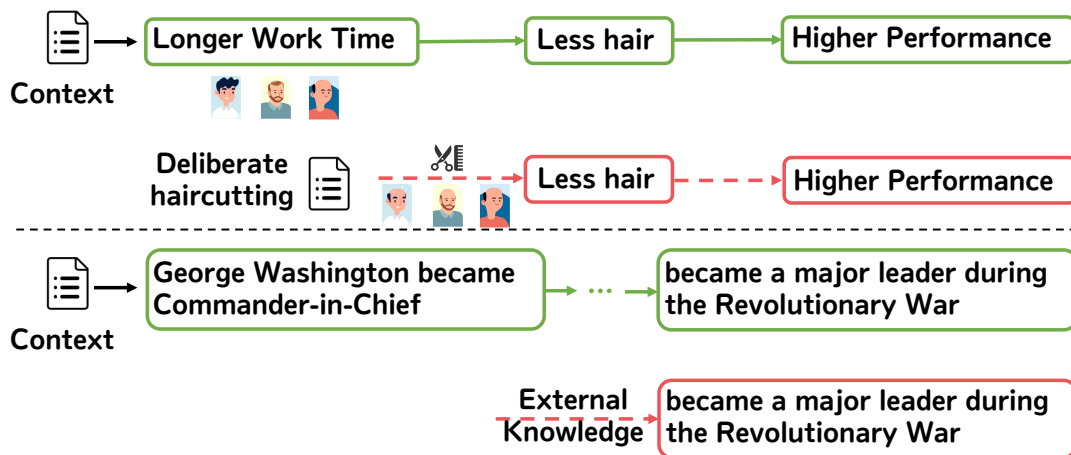 Longer Work Time
Less hair
Higher Performance
Context
Deliberate
haircutting
Less hair
Higher Performance
George Washington became
Commander-in-Chief
...
became a major leader during
the Revolutionary War
Context
External
Knowledge
became a major leader during
the Revolutionary War